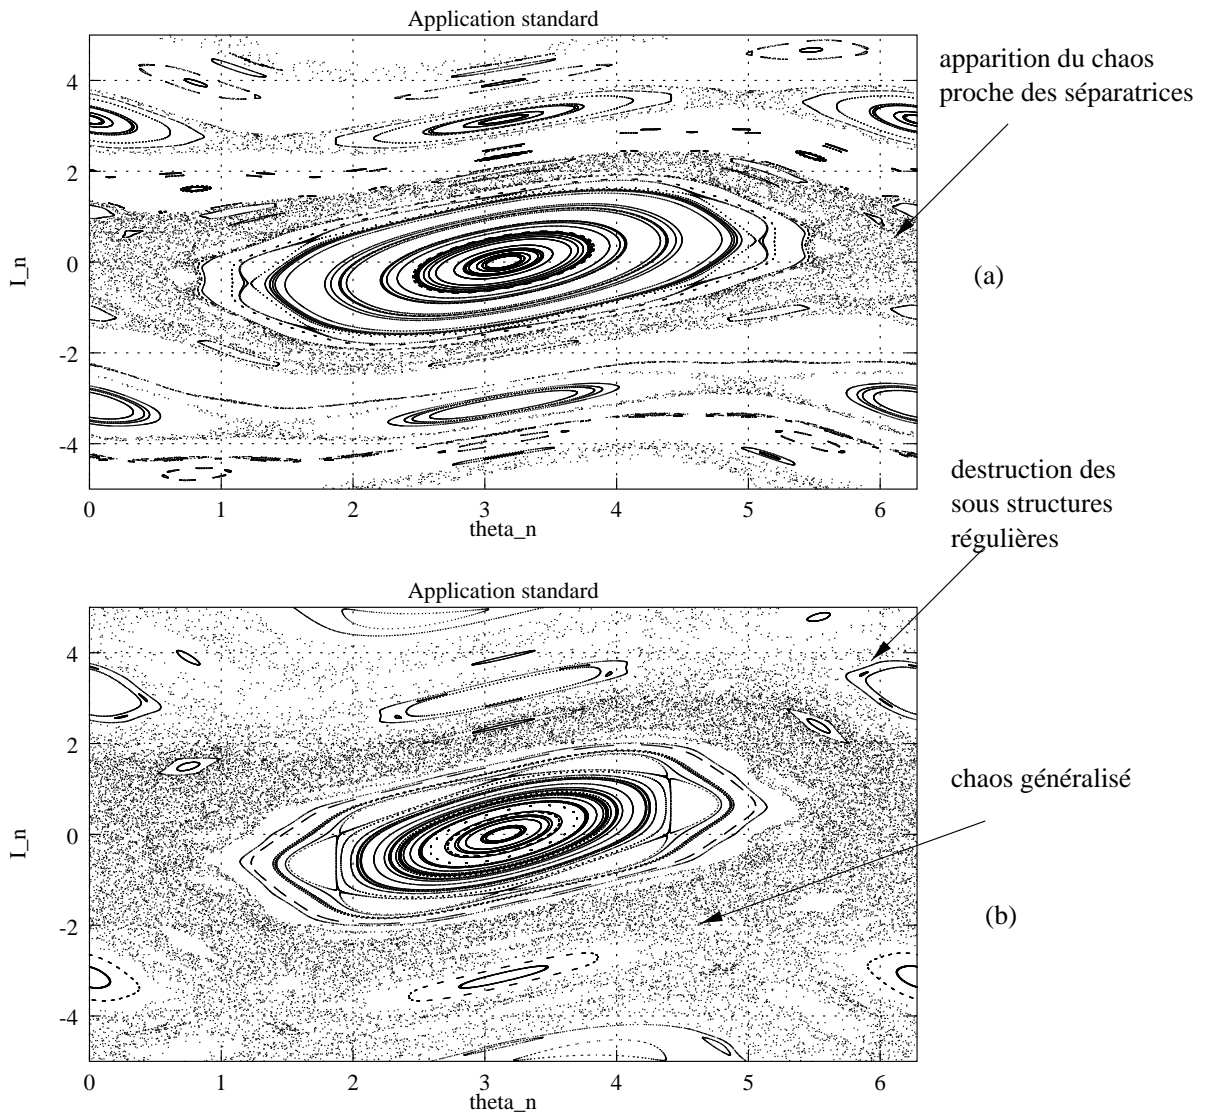 Application standard
apparition du chaos
proche des séparatrices
4
2
0
-2
-4
I_n
(a)
0 1 2 3 4 5 6
theta_n
destruction des
sous structures
régulières
Application standard
4
2
0
-2
-4
I_n
chaos généralisé
(b)
0 1 2 3 4 5 6
theta_n